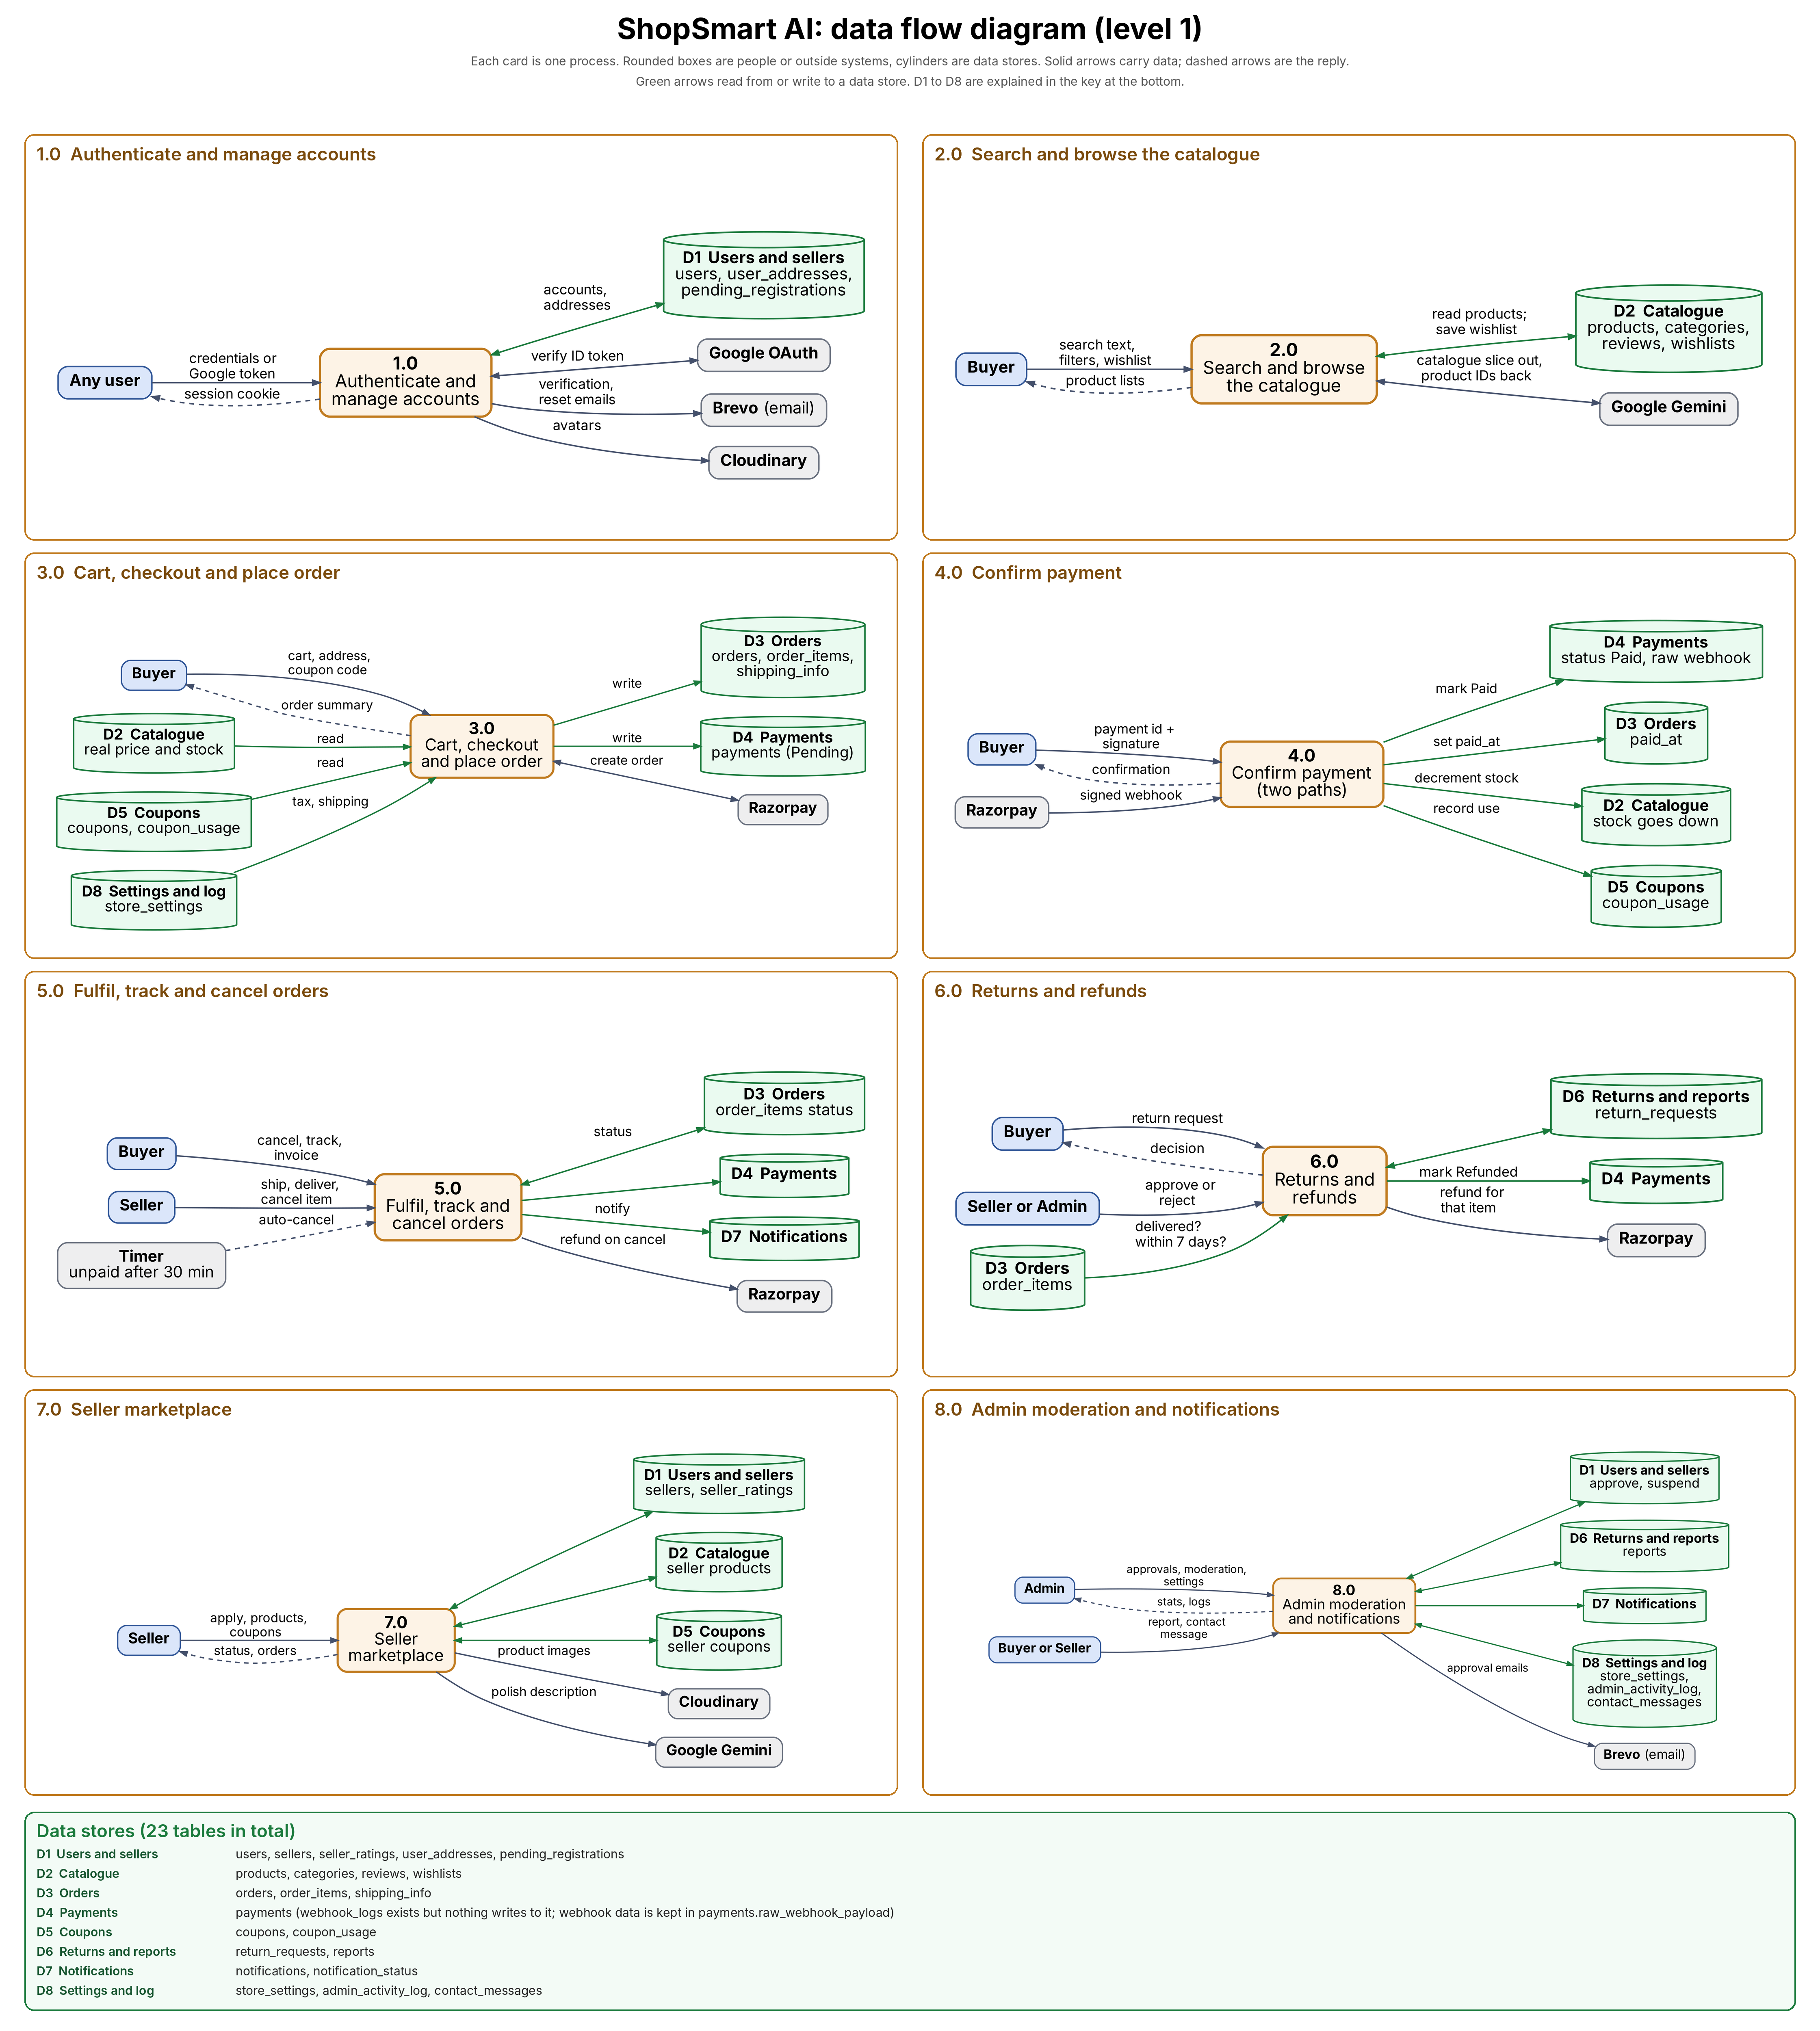 ShopSmart AI: data flow diagram (level 1)
Each card is one process. Rounded boxes are people or outside systems, cylinders are data stores. Solid arrows carry data; dashed arrows are the reply.
Green arrows read from or write to a data store. D1 to D8 are explained in the key at the bottom.
1.0 Authenticate and manage accounts
Any user
credentials or
Google token
session cookie
1.0
Authenticate and
manage accounts
accounts,
addresses
verify ID token
verification,
reset emails
avatars
D1 Users and sellers
users, user_addresses,
pending_registrations
Google OAuth
Brevo (email)
Cloudinary
2.0 Search and browse the catalogue
Buyer
search text,
filters, wishlist
product lists
2.0
Search and browse
the catalogue
read products;
save wishlist
catalogue slice out,
product IDs back
D2 Catalogue
products, categories,
reviews, wishlists
Google Gemini
3.0 Cart, checkout and place order
Buyer
D2 Catalogue
real price and stock
D5 Coupons
coupons, coupon_usage
D8 Settings and log
store_settings
cart, address,
coupon code
order summary
read
read
tax, shipping
3.0
Cart, checkout
and place order
write
write
create order
D3 Orders
orders, order_items,
shipping_info
D4 Payments
payments (Pending)
Razorpay
4.0 Confirm payment
Buyer
Razorpay
payment id +
signature
confirmation
signed webhook
4.0
Confirm payment
(two paths)
mark Paid
set paid_at
decrement stock
record use
D4 Payments
status Paid, raw webhook
D3 Orders
paid_at
D2 Catalogue
stock goes down
D5 Coupons
coupon_usage
5.0 Fulfil, track and cancel orders
Buyer
Seller
Timer
unpaid after 30 min
cancel, track,
invoice
ship, deliver,
cancel item
auto-cancel
5.0
Fulfil, track and
cancel orders
status
notify
refund on cancel
D3 Orders
order_items status
D4 Payments
D7 Notifications
Razorpay
6.0 Returns and refunds
Buyer
Seller or Admin
D3 Orders
order_items
return request
decision
approve or
reject
delivered?
within 7 days?
6.0
Returns and
refunds
mark Refunded
refund for
that item
D6 Returns and reports
return_requests
D4 Payments
Razorpay
7.0 Seller marketplace
Seller
apply, products,
coupons
status, orders
7.0
Seller
marketplace
product images
polish description
D1 Users and sellers
sellers, seller_ratings
D2 Catalogue
seller products
D5 Coupons
seller coupons
Cloudinary
Google Gemini
8.0 Admin moderation and notifications
Admin
Buyer or Seller
approvals, moderation,
settings
stats, logs
report, contact
message
8.0
Admin moderation
and notifications
approval emails
D1 Users and sellers
approve, suspend
D6 Returns and reports
reports
D7 Notifications
D8 Settings and log
store_settings,
admin_activity_log,
contact_messages
Brevo (email)
Data stores (23 tables in total)
D1 Users and sellers users, sellers, seller_ratings, user_addresses, pending_registrations
D2 Catalogue products, categories, reviews, wishlists
D3 Orders orders, order_items, shipping_info
D4 Payments payments (webhook_logs exists but nothing writes to it; webhook data is kept in payments.raw_webhook_payload)
D5 Coupons coupons, coupon_usage
D6 Returns and reports return_requests, reports
D7 Notifications notifications, notification_status
D8 Settings and log store_settings, admin_activity_log, contact_messages